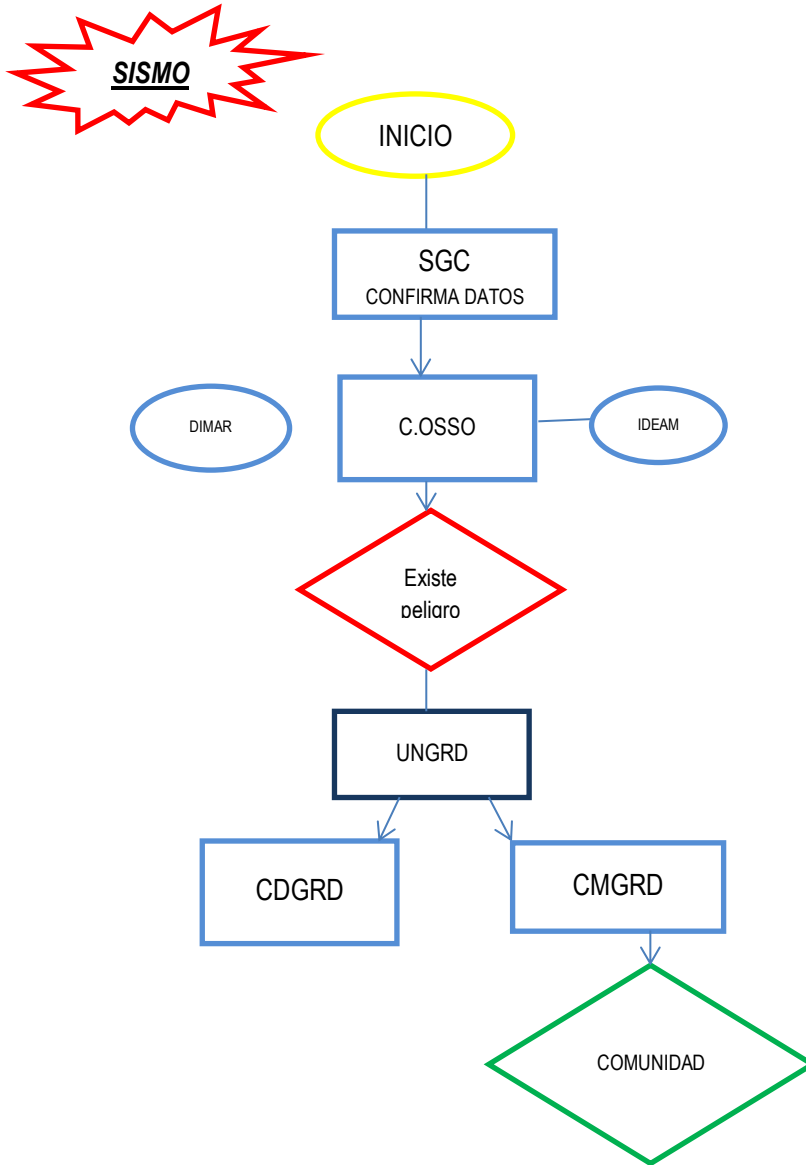 SISMO
INICIO
SGC
CONFIRMA DATOS
DIMAR
C.OSSO
IDEAM
Existe
peligro
UNGRD
CDGRD
CMGRD
COMUNIDAD